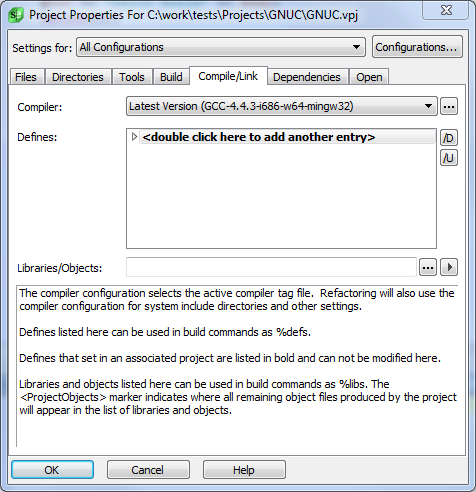 Project Properties For C:\work\tests\Projects\GNUC\GNUC.vpj
Settings for: All Configurations Configurations...
Files Directories Tools Build Compile/Link Dependencies Open
Compiler: Latest Version (GCC-4.4.3-i686-w64-mingw32) ...
Defines: <double click here to add another entry> /D
/U
Libraries/Objects: ...
The compiler configuration selects the active compiler tag file. Refactoring will also use the
compiler configuration for system include directories and other settings.
Defines listed here can be used in build commands as %defs.
Defines that set in an associated project are listed in bold and can not be modified here.
Libraries and objects listed here can be used in build commands as %libs. The
<ProjectObjects> marker indicates where all remaining object files produced by the project
will appear in the list of libraries and objects.
OK Cancel Help